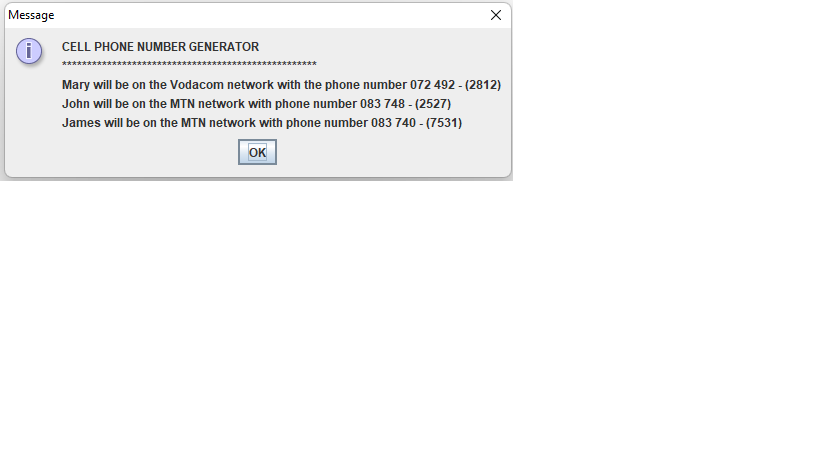 Message
CELL PHONE NUMBER GENERATOR
***************************************************
Mary will be on the Vodacom network with the phone number 072 492 - (2812)
John will be on the MTN network with phone number 083 748 - (2527)
James will be on the MTN network with phone number 083 740 - (7531)
OK